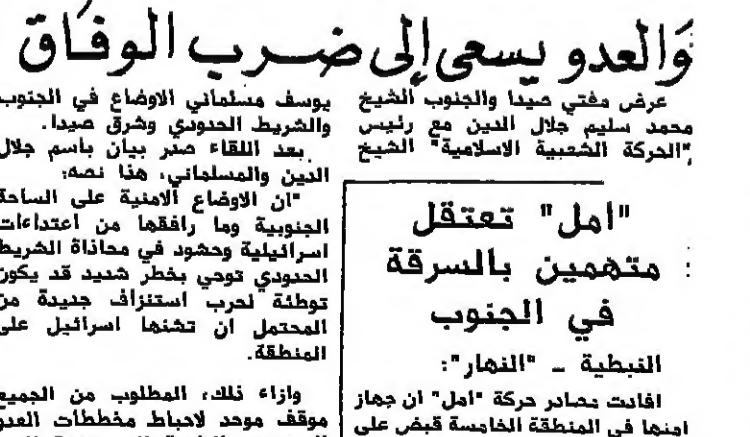 والعدو يسعى إلى ضرب الوفاق
عرض مفتي صيدا والجنوب الشيخ
محمد سليم جلال الدين مع رئيس
"الحركة الشعبية الاسلامية" الشيخ
يوسف مسلماني الاوضاع في الجنوب
والشريط الحدودي وشرق صيدا.
بعد اللقاء صدر بيان باسم جلال
الدين والمسلماني، هذا نصه:
"ان الاوضاع الامنية على الساحة
الجنوبية وما رافقها من اعتداءات
اسرائيلية وحشود في محاذاة الشريط
الحدودي توحي بخطر شديد قد يكون
توطئة لحرب استنزاف جديدة من
المحتمل ان تشنها اسرائيل على
المنطقة.
وازاء ذلك، المطلوب من الجميع
موقف موحد لاحباط مخططات العدو
"امل" تعتقل
متهمين بالسرقة
في الجنوب
النبطية ــ "النهار":
افادت مصادر حركة "امل" ان جهاز
امنها في المنطقة الخامسة قبض على